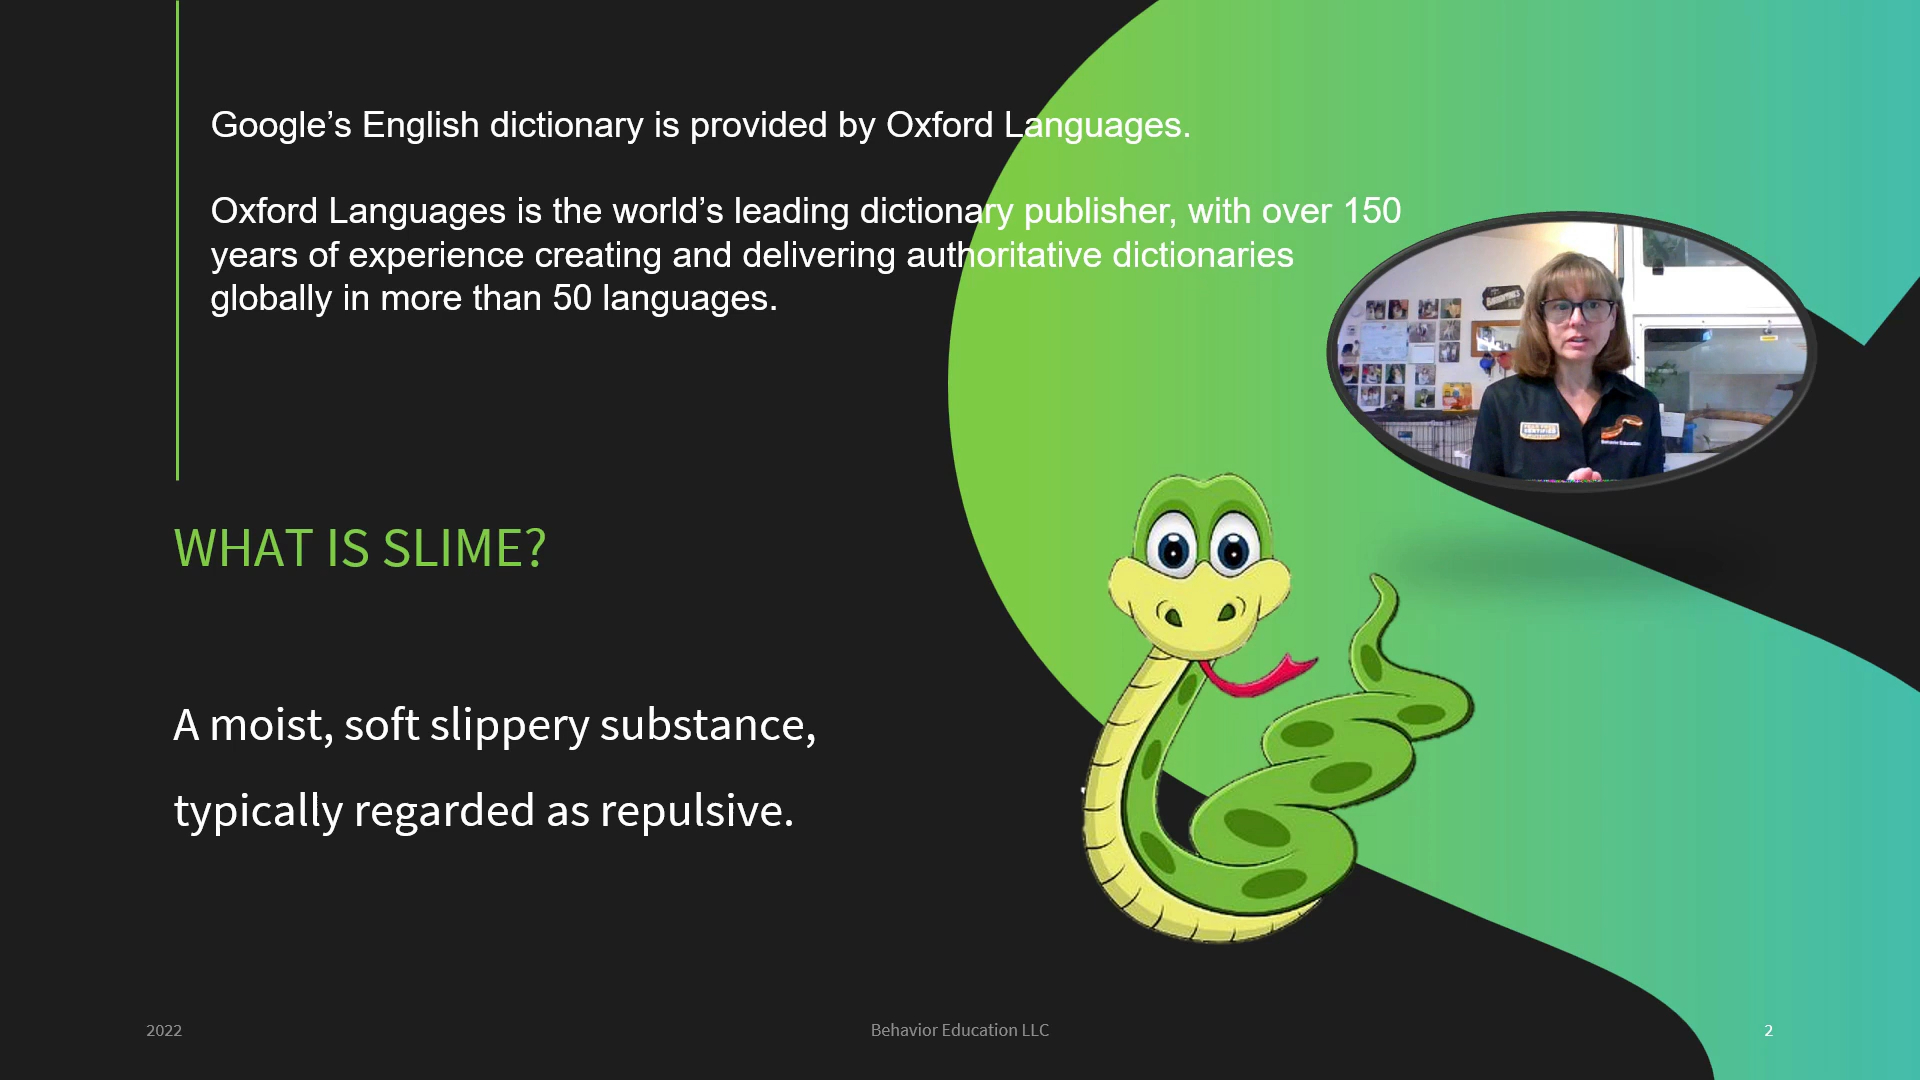 Google’s English dictionary is provided by Oxford Languages.
Oxford Languages is the world’s leading dictionary publisher, with over 150
years of experience creating and delivering authoritative dictionaries
globally in more than 50 languages.
WHAT IS SLIME?
A moist, soft slippery substance,
typically regarded as repulsive.
Behavior Education
2022
Behavior Education LLC
2